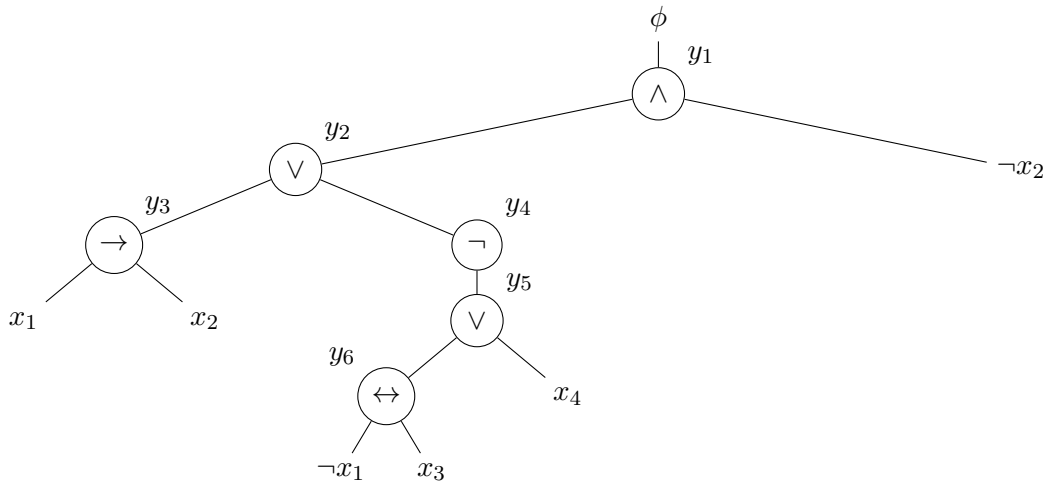 ϕ
y₁
∧
y₂
∨
¬x₂
y₃
→
y₄
¬
x₁
x₂
y₅
∨
y₆
↔
x₄
¬x₁
x₃